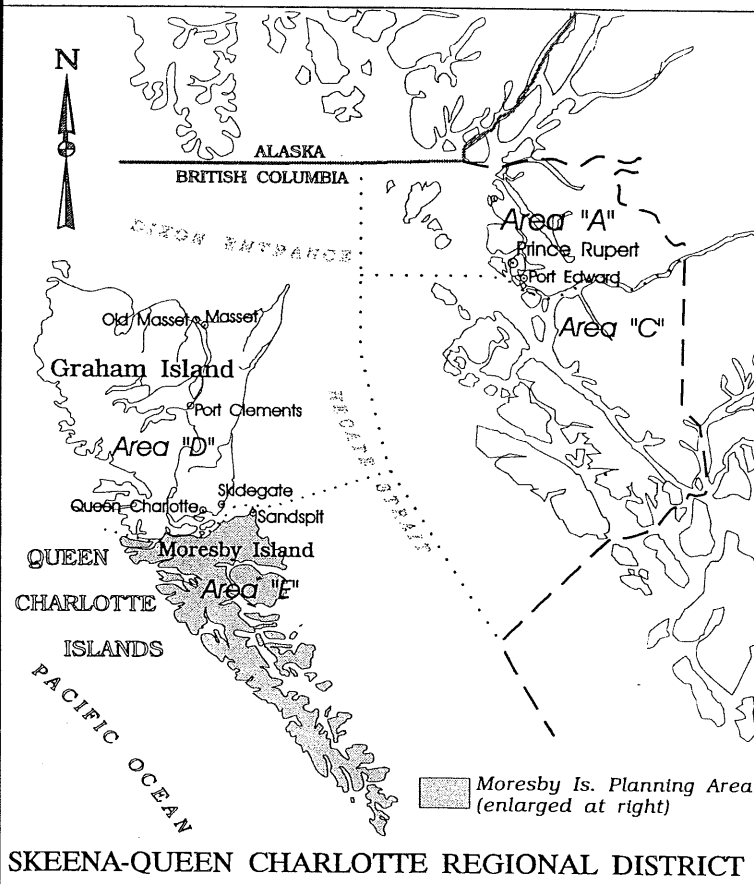 N
ALASKA
BRITISH COLUMBIA
DIXON ENTRANCE
Area "A"
Prince Rupert
Port Edward
Area "C"
Old Masset
Masset
Graham Island
Port Clements
HECATE STRAIT
Area "D"
Skidegate
Queen Charlotte
Sandspit
Moresby Island
QUEEN
CHARLOTTE
ISLANDS
Area "E"
PACIFIC OCEAN
Moresby Is. Planning Area
(enlarged at right)
SKEENA-QUEEN CHARLOTTE REGIONAL DISTRICT